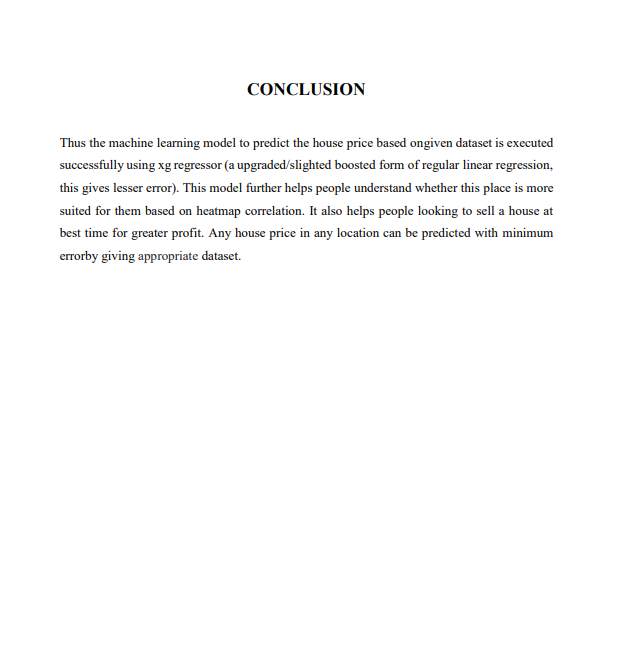 CONCLUSION
Thus the machine learning model to predict the house price based ongiven dataset is executed
successfully using xg regressor (a upgraded/slighted boosted form of regular linear regression,
this gives lesser error). This model further helps people understand whether this place is more
suited for them based on heatmap correlation. It also helps people looking to sell a house at
best time for greater profit. Any house price in any location can be predicted with minimum
errorby giving appropriate dataset.